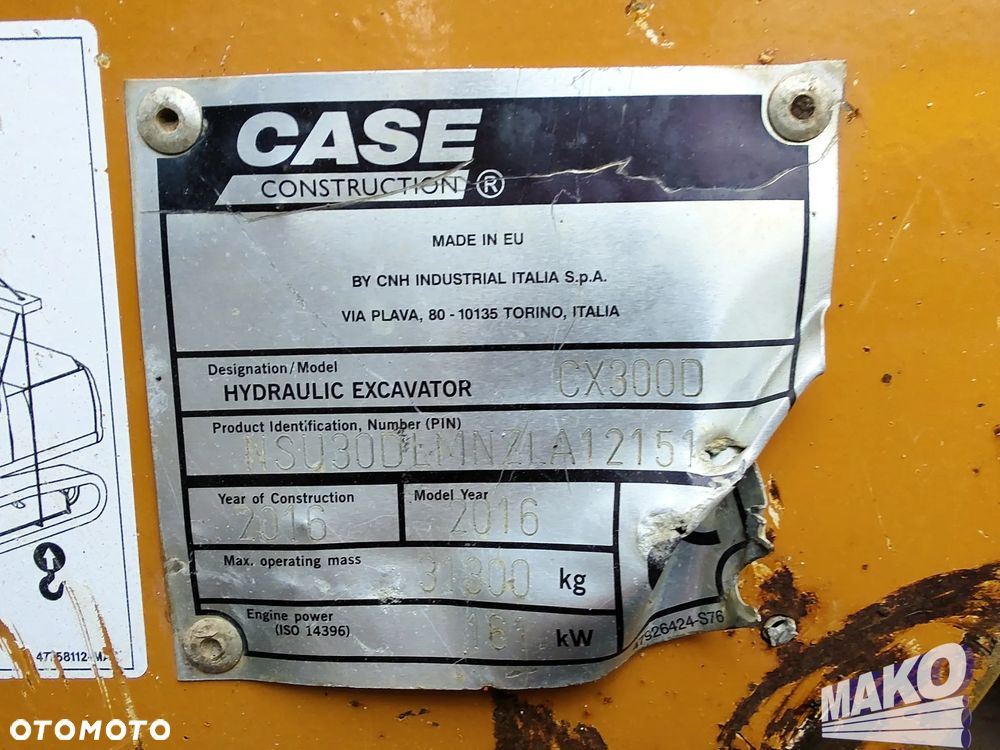 CASE
CONSTRUCTION ®
MADE IN EU
BY CNH INDUSTRIAL ITALIA S.p.A.
VIA PLAVA, 80 - 10135 TORINO, ITALIA
Designation/Model
HYDRAULIC EXCAVATOR CX300D
Product Identification, Number (PIN)
Year of Construction Model Year
2016 2016
Max. operating mass
kg
Engine power
(ISO 14396) 161 kW
OTOMOTO
MAKO